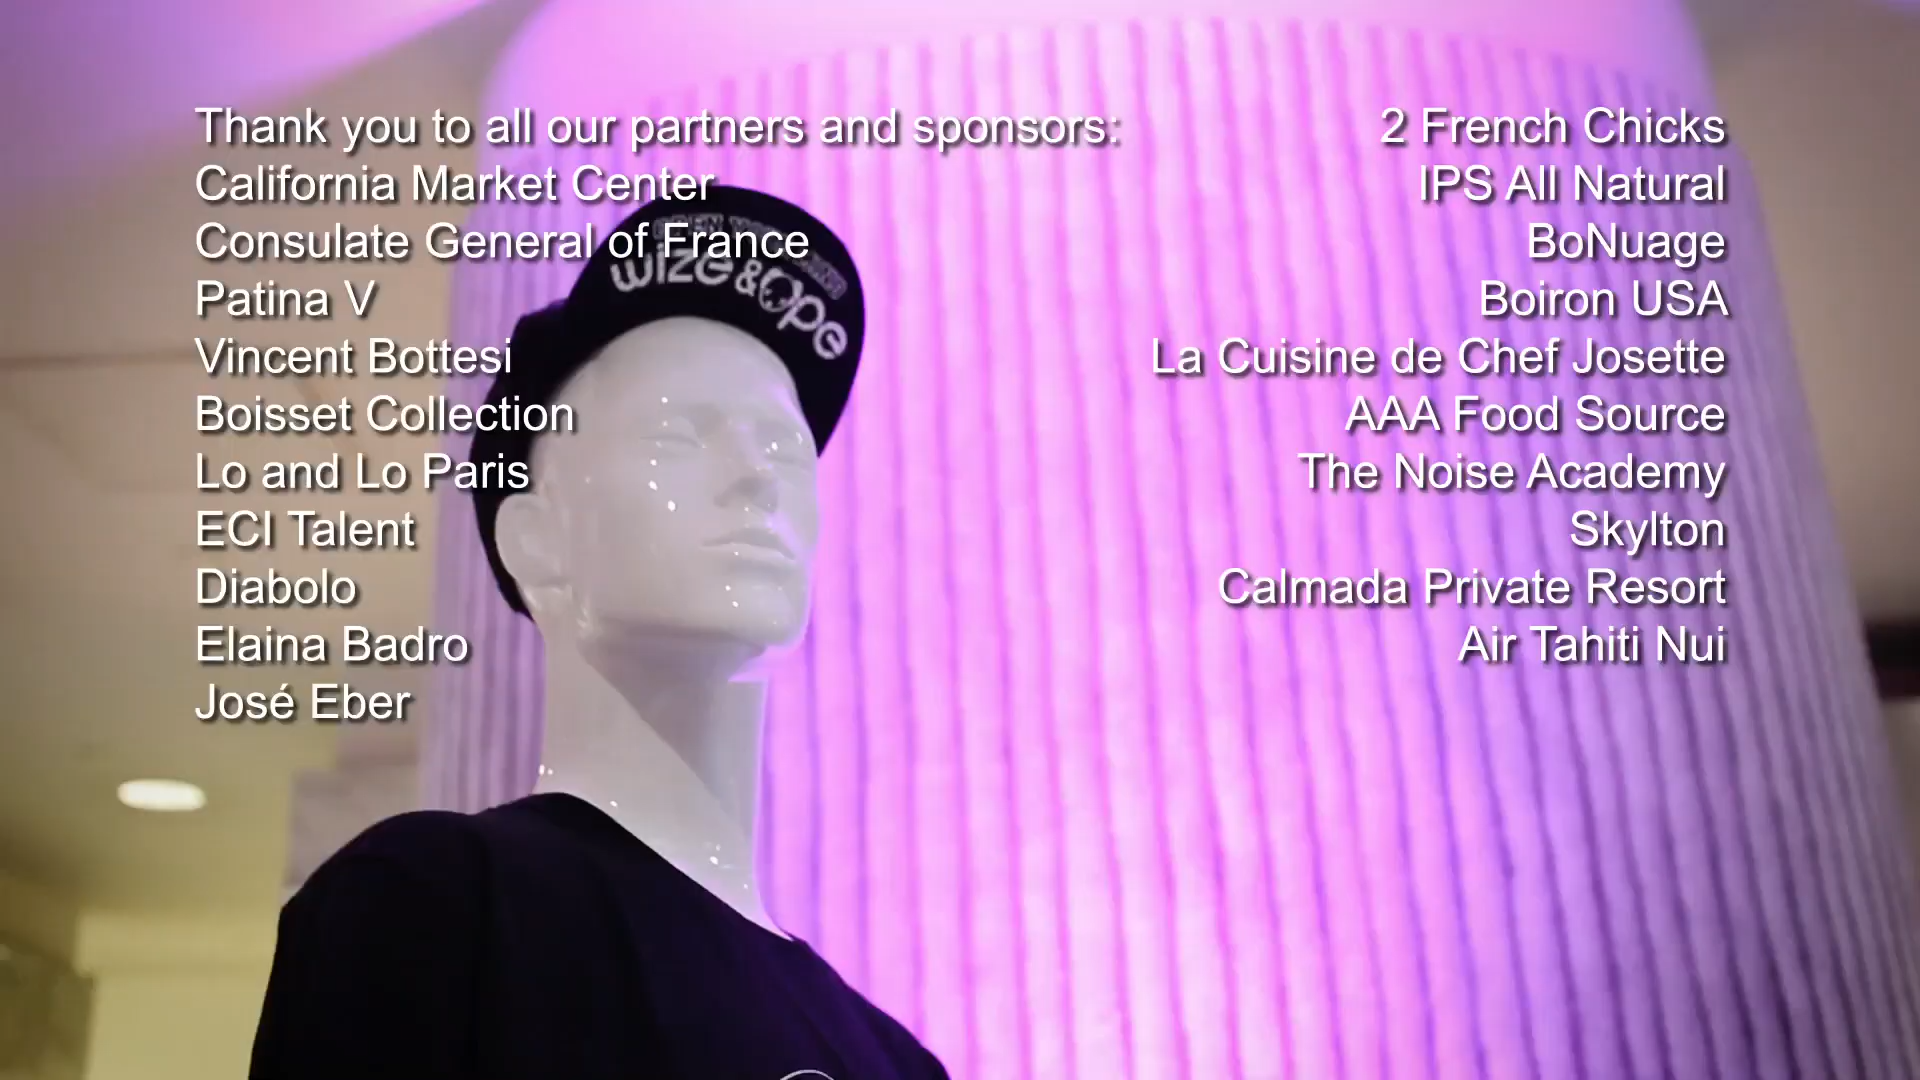 Thank you to all our partners and sponsors:
California Market Center
Consulate General of France
Patina V
Vincent Bottesi
Boisset Collection
Lo and Lo Paris
ECI Talent
Diabolo
Elaina Badro
José Eber
2 French Chicks
IPS All Natural
BoNuage
Boiron USA
La Cuisine de Chef Josette
AAA Food Source
The Noise Academy
Skylton
Calmada Private Resort
Air Tahiti Nui
wize & ope